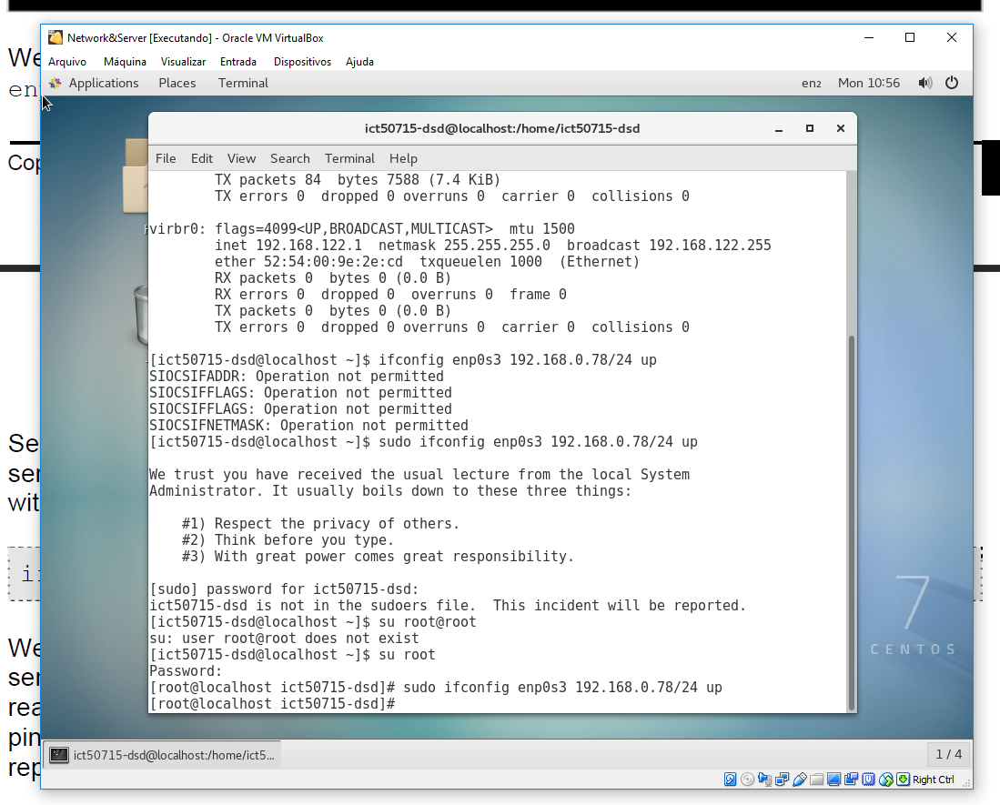 We
Network&Server [Executando] - Oracle VM VirtualBox
Arquivo Máquina Visualizar Entrada Dispositivos Ajuda
en
Applications Places Terminal en2 Mon 10:56
ict50715-dsd@localhost:/home/ict50715-dsd
Cop
File Edit View Search Terminal Help
TX packets 84 bytes 7588 (7.4 KiB)
TX errors 0 dropped 0 overruns 0 carrier 0 collisions 0
virbr0: flags=4099<UP,BROADCAST,MULTICAST> mtu 1500
inet 192.168.122.1 netmask 255.255.255.0 broadcast 192.168.122.255
ether 52:54:00:9e:2e:cd txqueuelen 1000 (Ethernet)
RX packets 0 bytes 0 (0.0 B)
RX errors 0 dropped 0 overruns 0 frame 0
TX packets 0 bytes 0 (0.0 B)
TX errors 0 dropped 0 overruns 0 carrier 0 collisions 0
[ict50715-dsd@localhost ~]$ ifconfig enp0s3 192.168.0.78/24 up
SIOCSIFADDR: Operation not permitted
SIOCSIFFLAGS: Operation not permitted
SIOCSIFFLAGS: Operation not permitted
SIOCSIFNETMASK: Operation not permitted
[ict50715-dsd@localhost ~]$ sudo ifconfig enp0s3 192.168.0.78/24 up
We trust you have received the usual lecture from the local System
Administrator. It usually boils down to these three things:
#1) Respect the privacy of others.
#2) Think before you type.
#3) With great power comes great responsibility.
[sudo] password for ict50715-dsd:
ict50715-dsd is not in the sudoers file. This incident will be reported.
[ict50715-dsd@localhost ~]$ su root@root
su: user root@root does not exist
[ict50715-dsd@localhost ~]$ su root
Password:
[root@localhost ict50715-dsd]# sudo ifconfig enp0s3 192.168.0.78/24 up
[root@localhost ict50715-dsd]#
7
CENTOS
Se
ser
wit
We
ser
rea
pin
rep
ict50715-dsd@localhost:/home/ict5... 1 / 4
Right Ctrl